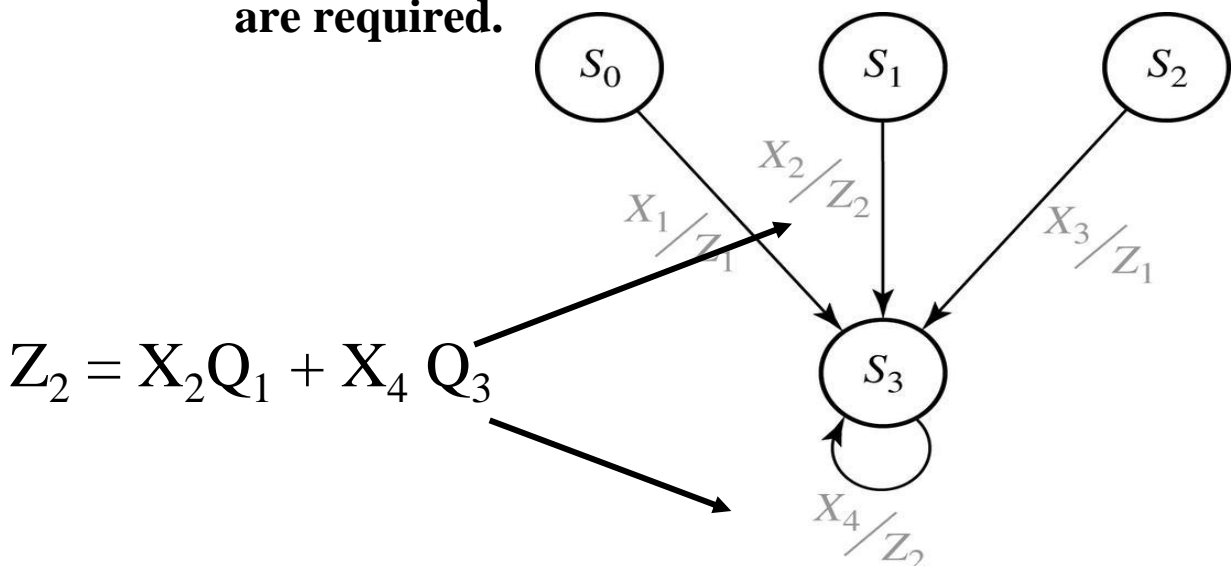 are required.
S₀
S₁
S₂
X₂/Z₂
X₁/Z₁
X₃/Z₁
Z₂ = X₂Q₁ + X₄ Q₃
S₃
X₄/Z₂